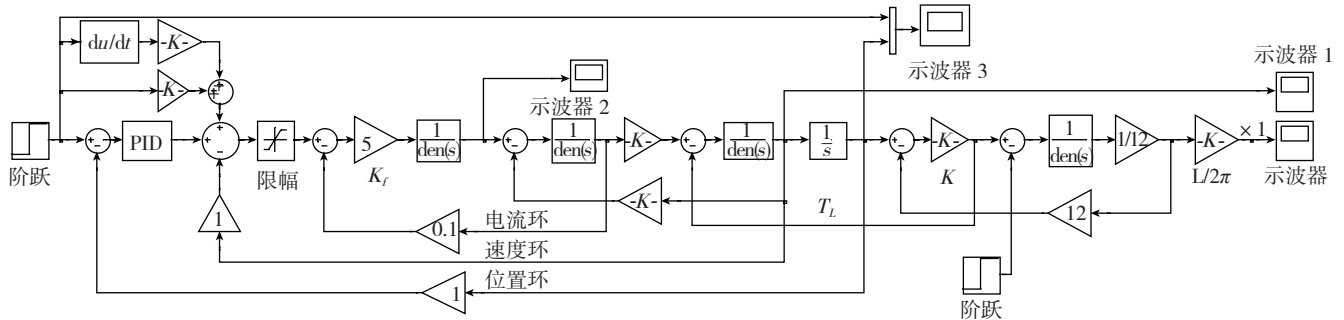 du/dt
-K-
-K-
阶跃
PID
限幅
5
K_f
1
den(s)
示波器 2
1
den(s)
-K-
1
den(s)
1
s
示波器 3
-K-
K
1
den(s)
1/12
-K-
L/2π
× 1
示波器 1
示波器
-K-
T_L
12
0.1
电流环
1
速度环
1
位置环
阶跃